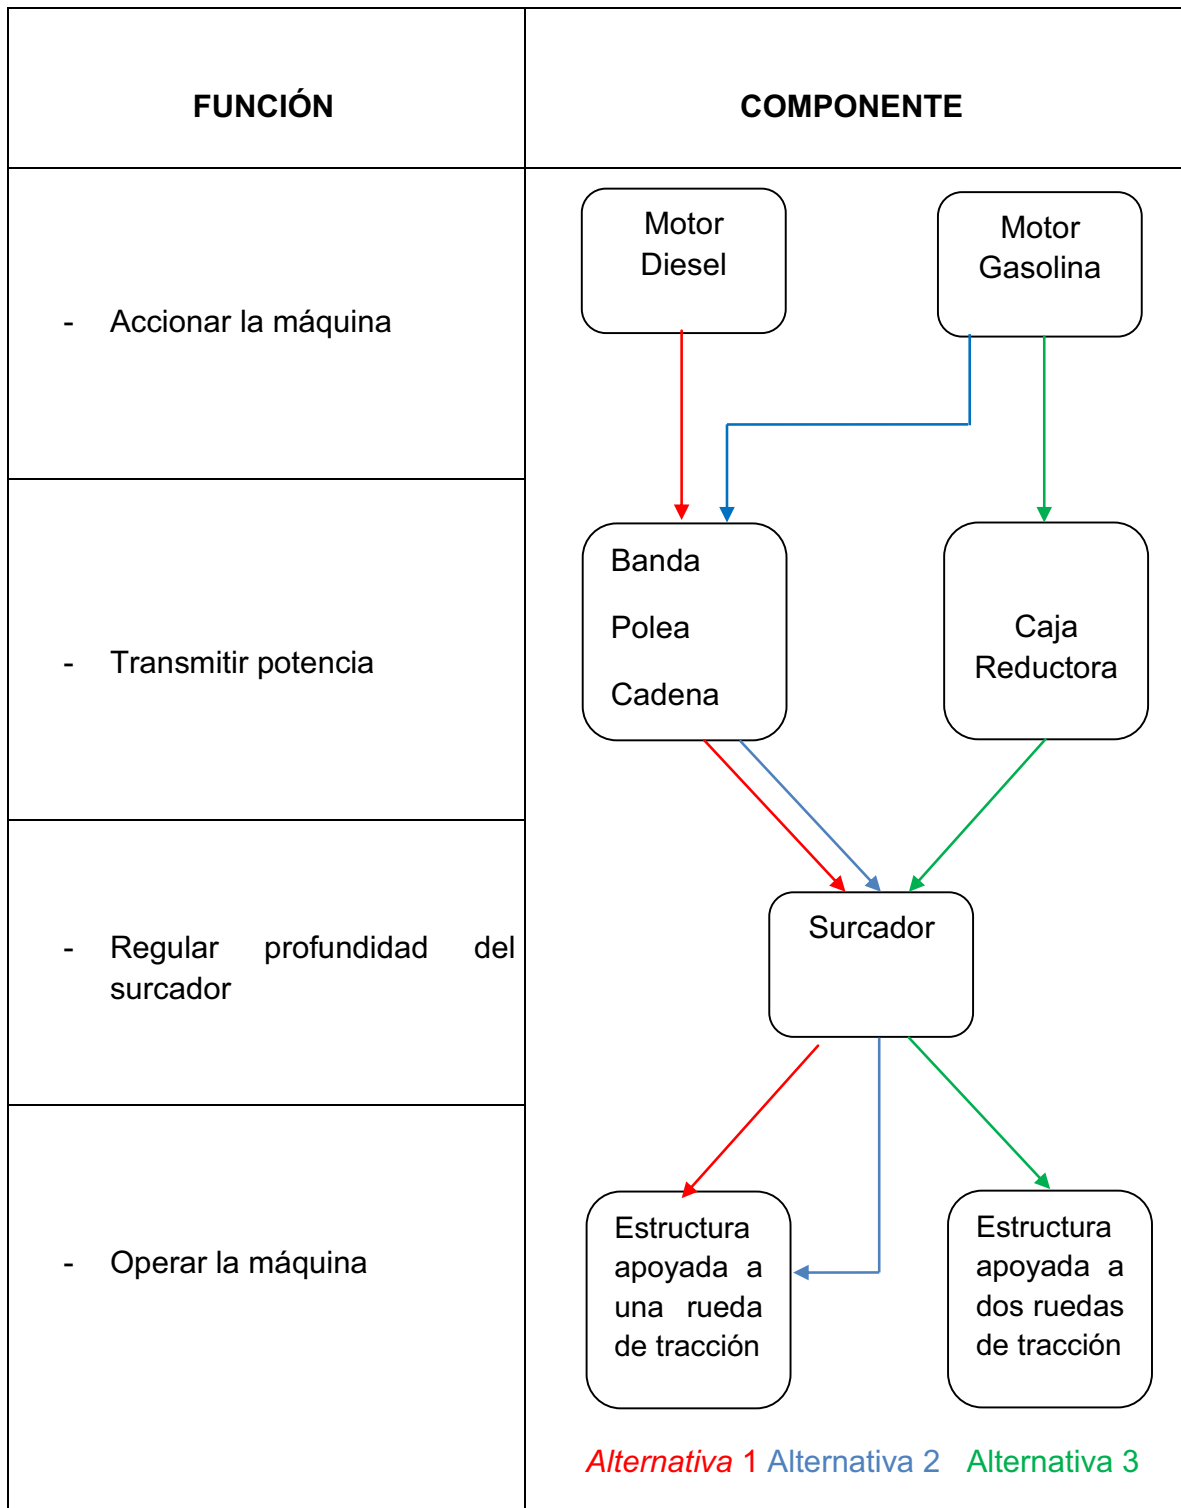 FUNCIÓN
COMPONENTE
- Accionar la máquina
Motor
Diesel
Motor
Gasolina
- Transmitir potencia
Banda
Polea
Cadena
Caja
Reductora
- Regular profundidad del
surcador
Surcador
- Operar la máquina
Estructura
apoyada a
una rueda
de tracción
Estructura
apoyada a
dos ruedas
de tracción
Alternativa 1 Alternativa 2 Alternativa 3